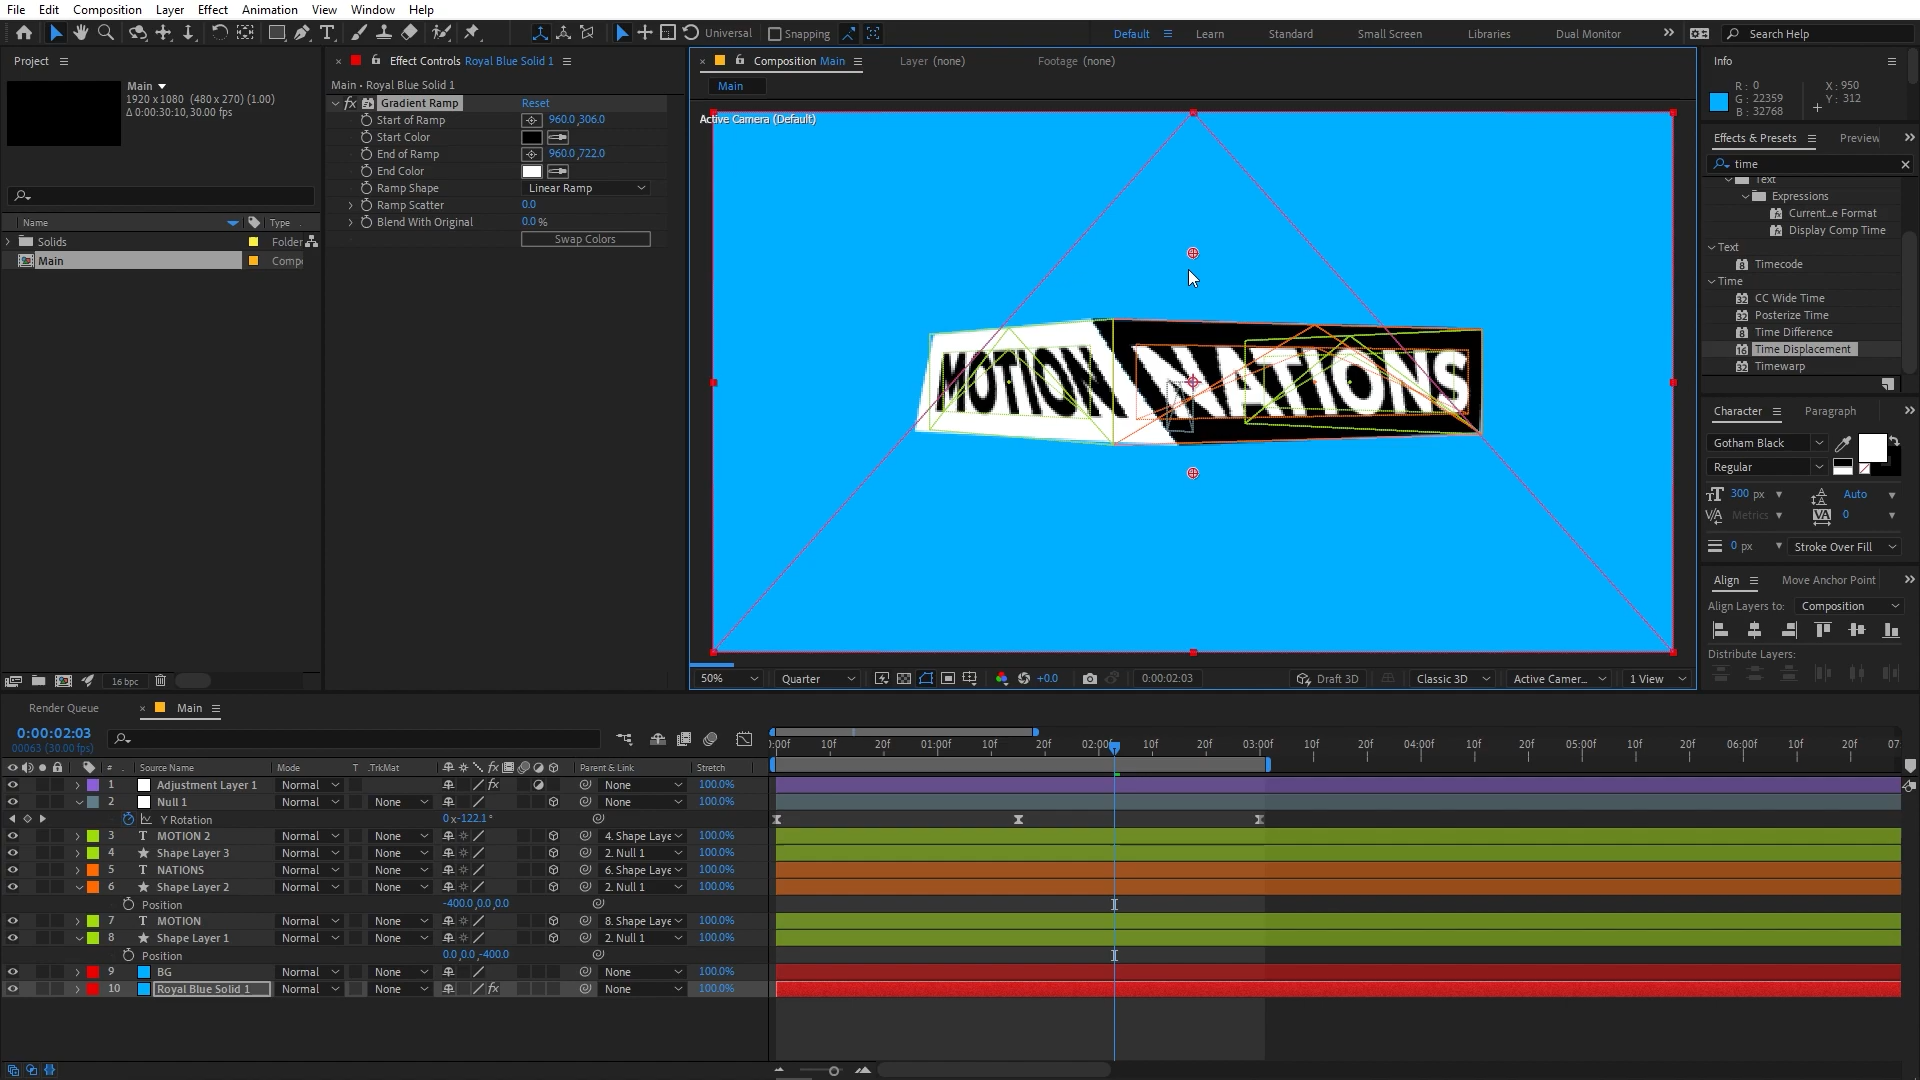 File Edit Composition Layer Effect Animation View Window Help
Universal Snapping Default Learn Standard Small Screen Libraries Dual Monitor Search Help
Project
Main
1920 x 1080 (480 x 270) (1.00)
Δ 0:00:30:10, 30.00 fps
Name Type
Solids Folder
Main Comp
16 bpc
Effect Controls Royal Blue Solid 1
Main • Royal Blue Solid 1
fx Gradient Ramp Reset
Start of Ramp 960.0,306.0
Start Color
End of Ramp 960.0,722.0
End Color
Ramp Shape Linear Ramp
Ramp Scatter 0.0
Blend With Original 0.0 %
Swap Colors
Composition Main Layer (none) Footage (none)
Main
Active Camera (Default)
MOTION NATIONS
50% Quarter +0.0 0:00:02:03 Draft 3D Classic 3D Active Camer... 1 View
Info
R : 0
G : 22359
B : 32768
X : 950
Y : 312
Effects & Presets Preview
time
Text
Expressions
Current...e Format
Display Comp Time
Text
Timecode
Time
CC Wide Time
Posterize Time
Time Difference
Time Displacement
Timewarp
Character Paragraph
Gotham Black
Regular
300 px Auto
Metrics 0
0 px Stroke Over Fill
Align Move Anchor Point
Align Layers to: Composition
Distribute Layers:
Render Queue Main
0:00:02:03
00063 (30.00 fps)
:00f 10f 20f 01:00f 10f 20f 02:00f 10f 20f 03:00f 10f 20f 04:00f 10f 20f 05:00f 10f 20f 06:00f 10f 20f 07:
# Source Name Mode T .TrkMat fx Parent & Link Stretch
1 Adjustment Layer 1 Normal fx None 100.0%
2 Null 1 Normal None None 100.0%
Y Rotation 0 x-122.1°
3 T MOTION 2 Normal None 4. Shape Laye 100.0%
4 Shape Layer 3 Normal None 2. Null 1 100.0%
5 T NATIONS Normal None 6. Shape Laye 100.0%
6 Shape Layer 2 Normal None 2. Null 1 100.0%
Position -400.0,0.0,0.0
7 T MOTION Normal None 8. Shape Laye 100.0%
8 Shape Layer 1 Normal None 2. Null 1 100.0%
Position 0.0,0.0,-400.0
9 BG Normal None None 100.0%
10 Royal Blue Solid 1 Normal None fx None 100.0%